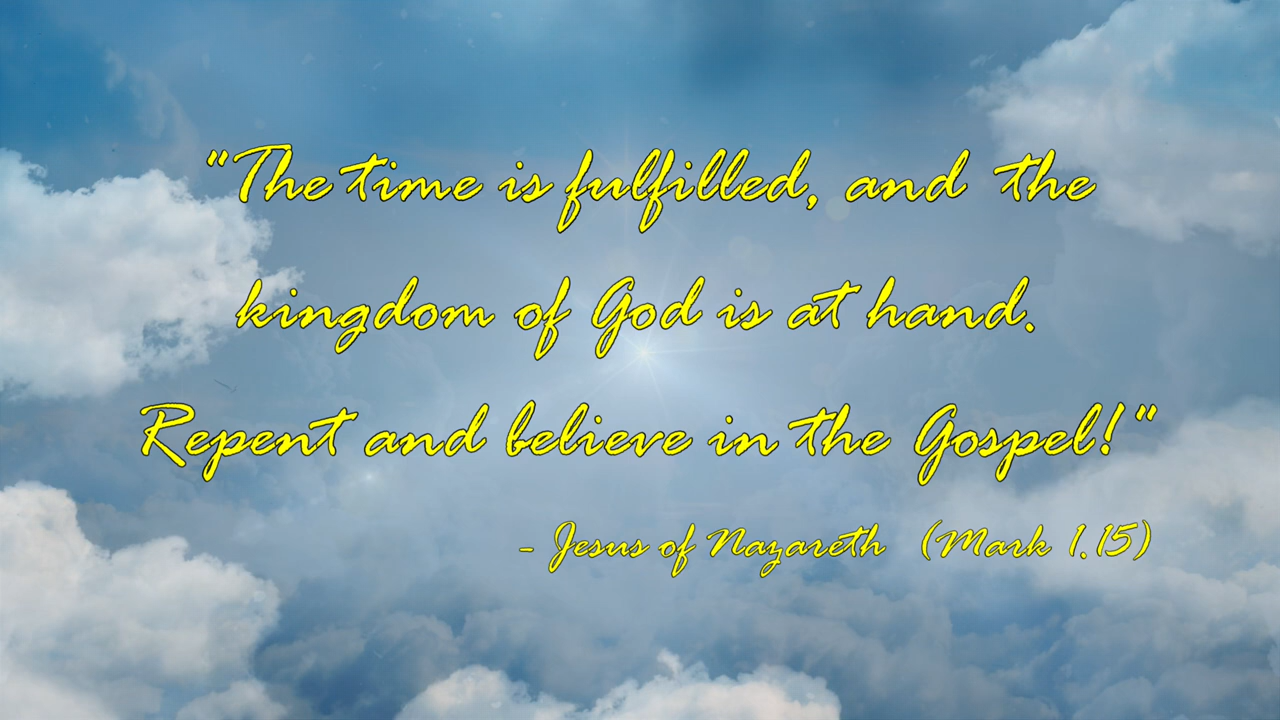 "The time is fulfilled, and the
kingdom of God is at hand.
Repent and believe in the Gospel!"
- Jesus of Nazareth (Mark 1.15)